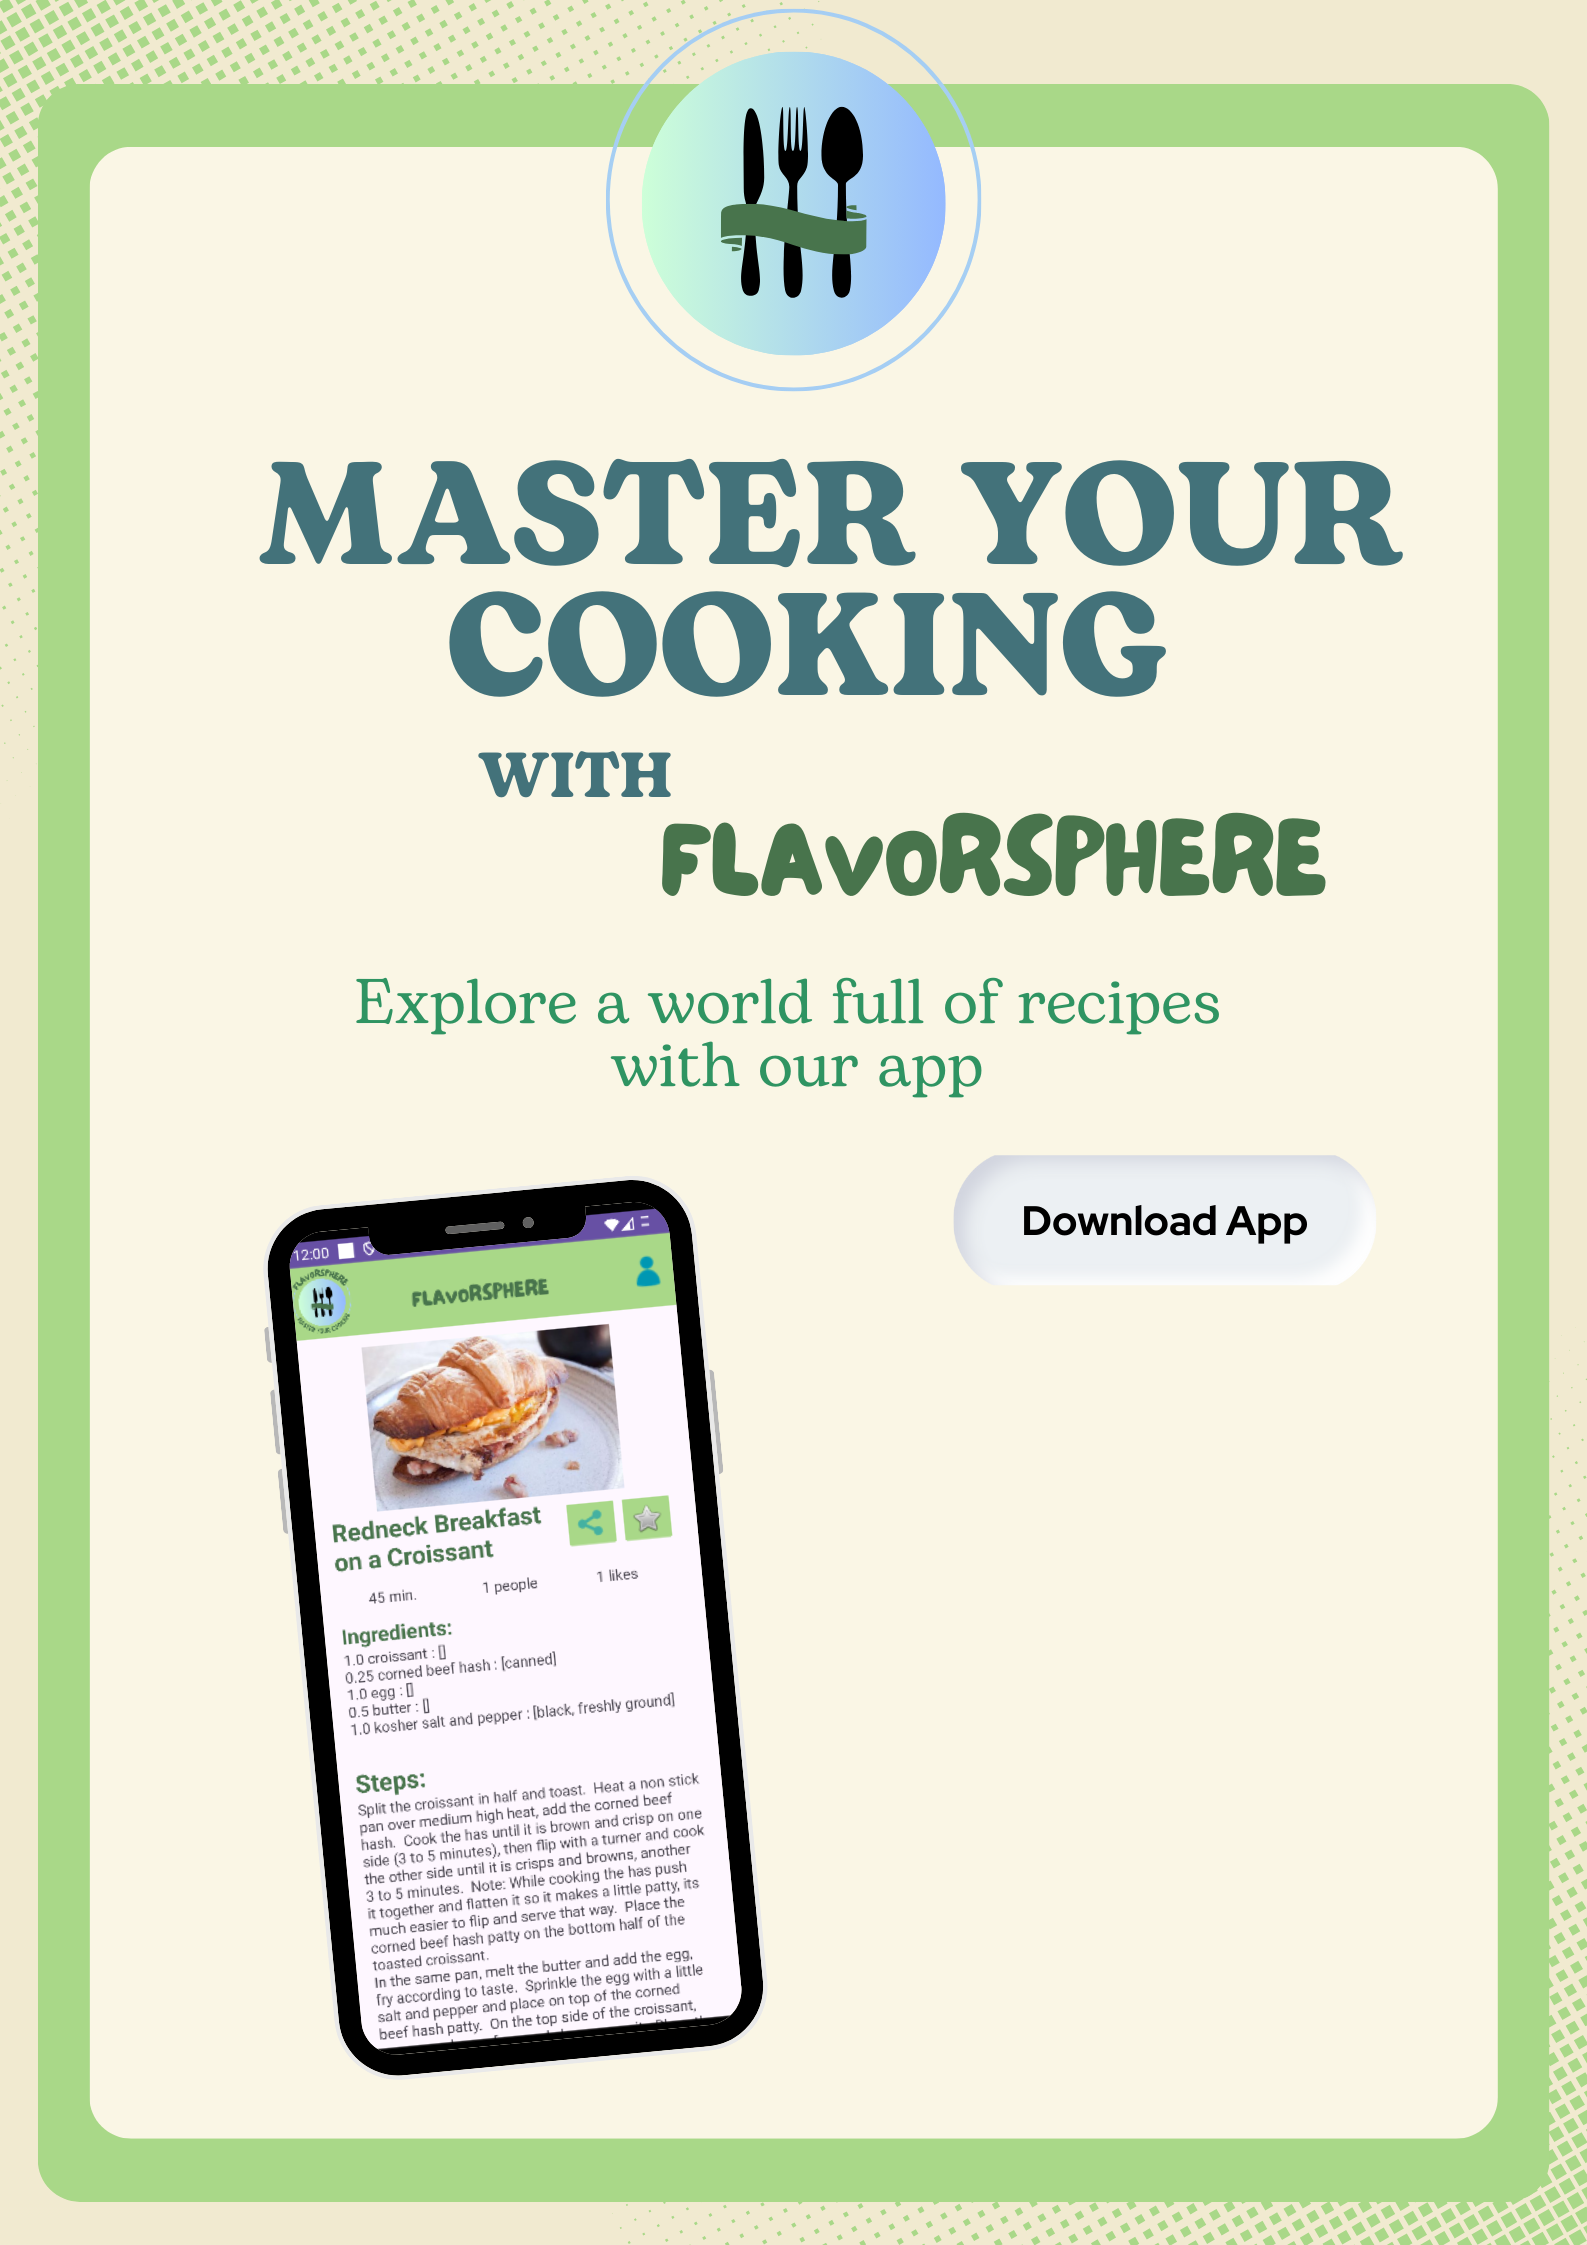 MASTER YOUR
COOKING
WITH
FLAVORSPHERE
Explore a world full of recipes
with our app
Download App
12:00
FLAVORSPHERE
MASTER YOUR COOKING
FLAVORSPHERE
Redneck Breakfast
on a Croissant
45 min.
1 people
1 likes
Ingredients:
1.0 croissant : []
0.25 corned beef hash : [canned]
1.0 egg : []
0.5 butter : []
1.0 kosher salt and pepper : [black, freshly ground]
Steps:
Split the croissant in half and toast.  Heat a non stick
pan over medium high heat, add the corned beef
hash.  Cook the has until it is brown and crisp on one
side (3 to 5 minutes), then flip with a turner and cook
the other side until it is crisps and browns, another
3 to 5 minutes.  Note: While cooking the has push
it together and flatten it so it makes a little patty, its
much easier to flip and serve that way.  Place the
corned beef hash patty on the bottom half of the
toasted croissant.
In the same pan, melt the butter and add the egg,
fry according to taste.  Sprinkle the egg with a little
salt and pepper and place on top of the corned
beef hash patty.  On the top side of the croissant,